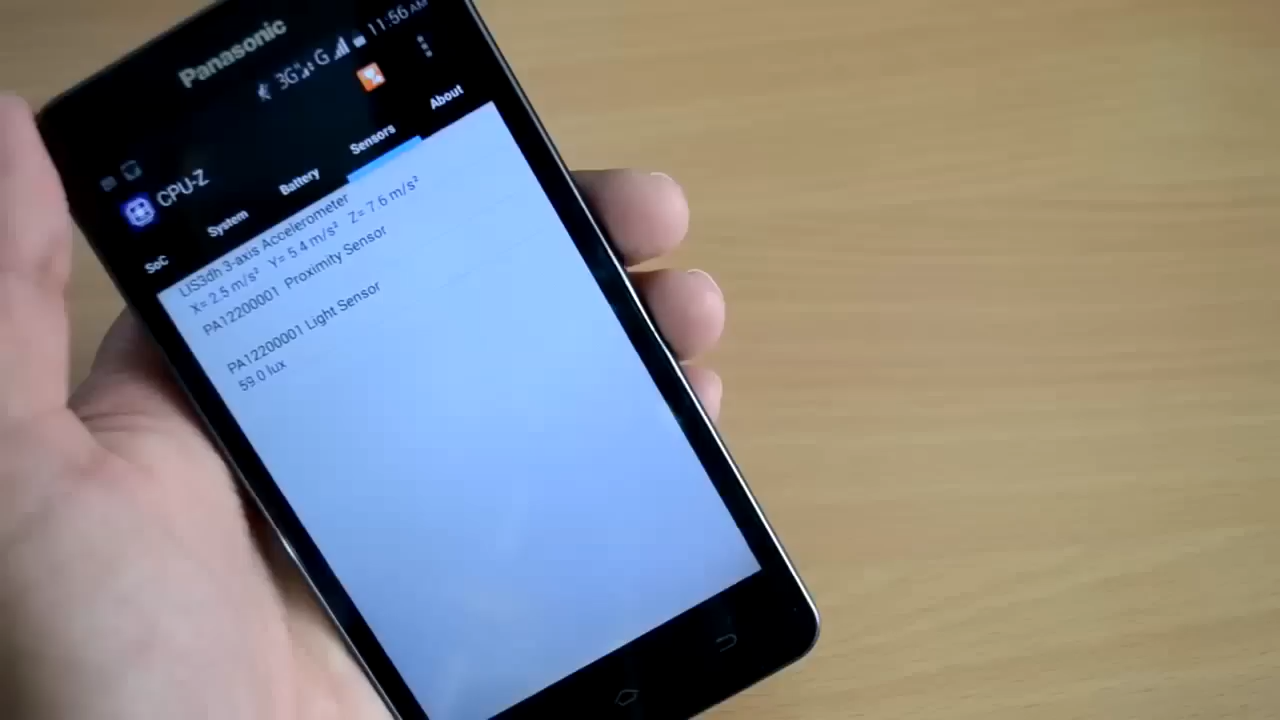 Panasonic
3G G 11:56 AM
CPU-Z
SoC System Battery Sensors About
LIS3dh 3-axis Accelerometer
X= 2.5 m/s² Y= 5.4 m/s² Z= 7.6 m/s²
PA12200001 Proximity Sensor
PA12200001 Light Sensor
59.0 lux